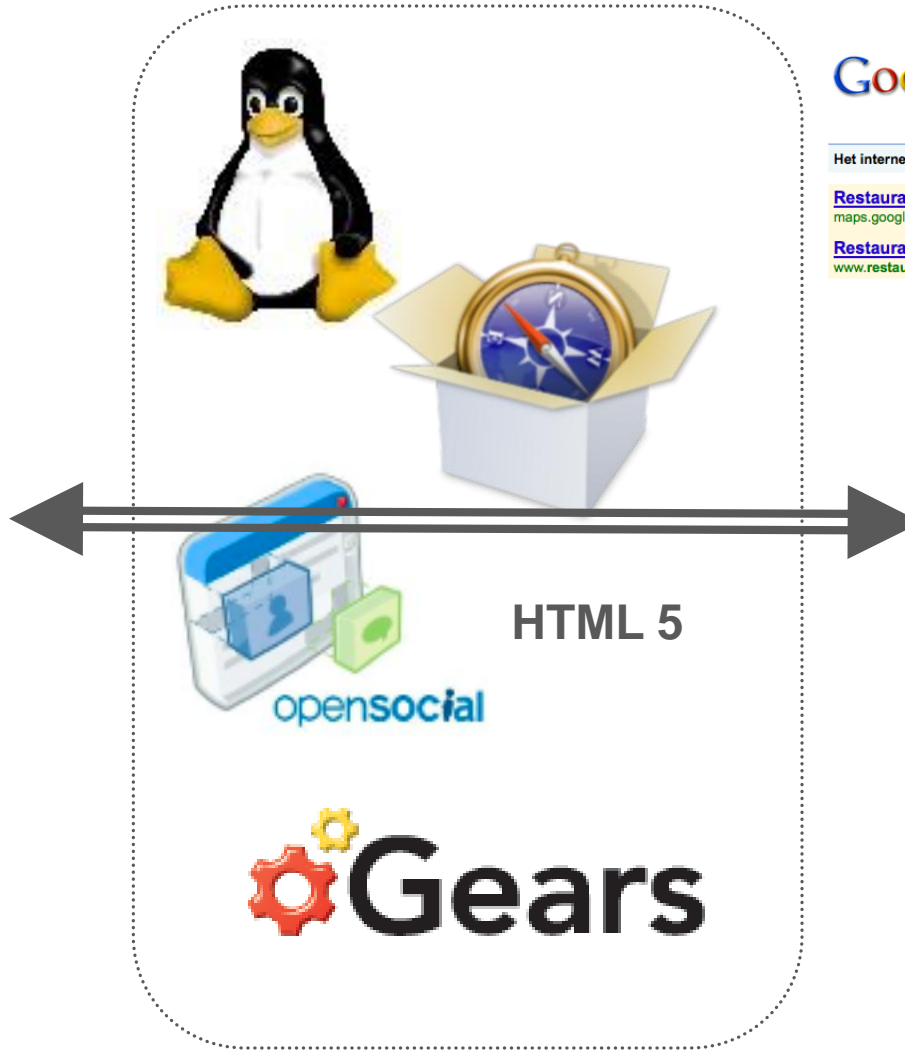 Goo
Het interne
Restaura
maps.googl
Restaura
www.restau
HTML 5
opensocial
Gears